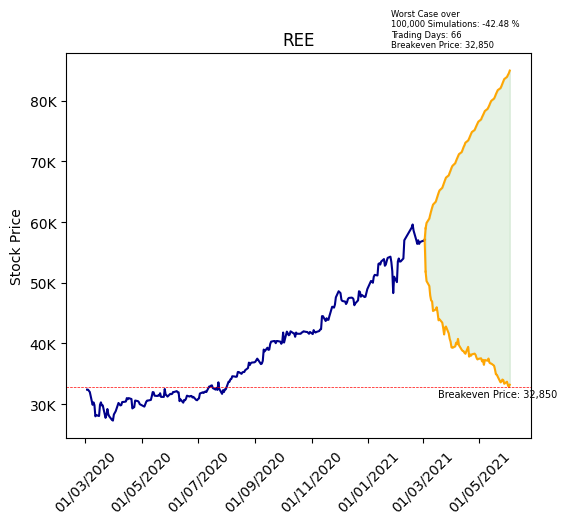 Worst Case over
100,000 Simulations: -42.48 %
Trading Days: 66
Breakeven Price: 32,850
REE
Stock Price
80K
70K
60K
50K
40K
30K
Breakeven Price: 32,850
01/03/2020
01/05/2020
01/07/2020
01/09/2020
01/11/2020
01/01/2021
01/03/2021
01/05/2021